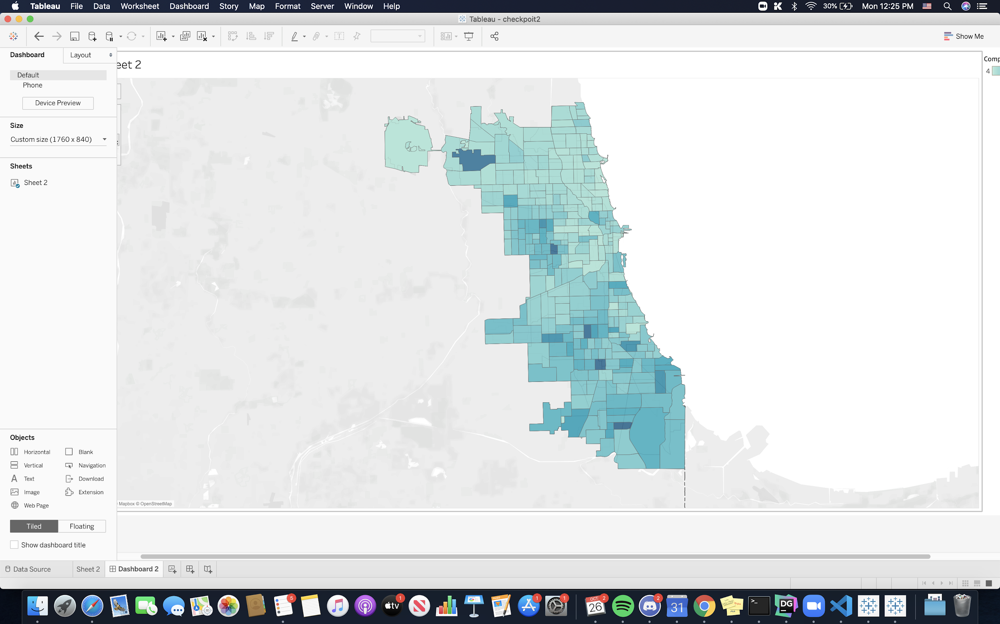 Tableau File Data Worksheet Dashboard Story Map Format Server Window Help
30% Mon 12:25 PM
Tableau - checkpoit2
Show Me
Dashboard Layout
eet 2
Comp
4
Default
Phone
Device Preview
Size
Custom size (1760 x 840)
Sheets
Sheet 2
Objects
Horizontal Blank
Vertical Navigation
Text Download
Image Extension
Web Page
Mapbox © OpenStreetMap
Tiled Floating
Show dashboard title
Data Source Sheet 2 Dashboard 2
5 1 1 1 2 2
tv OCT 26 31 DG